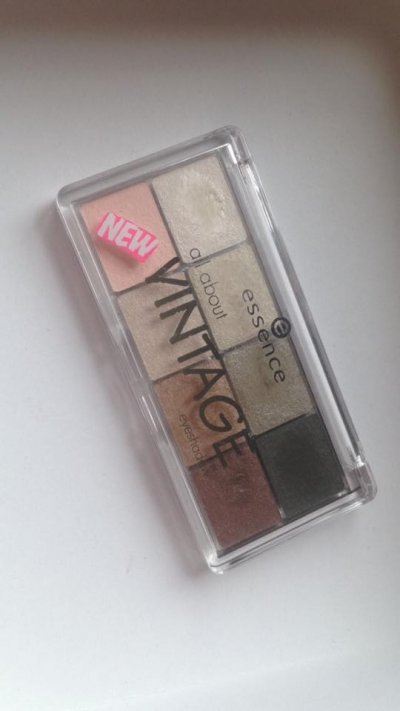 NEW
essence
all about
VINTAGE
eyeshadow